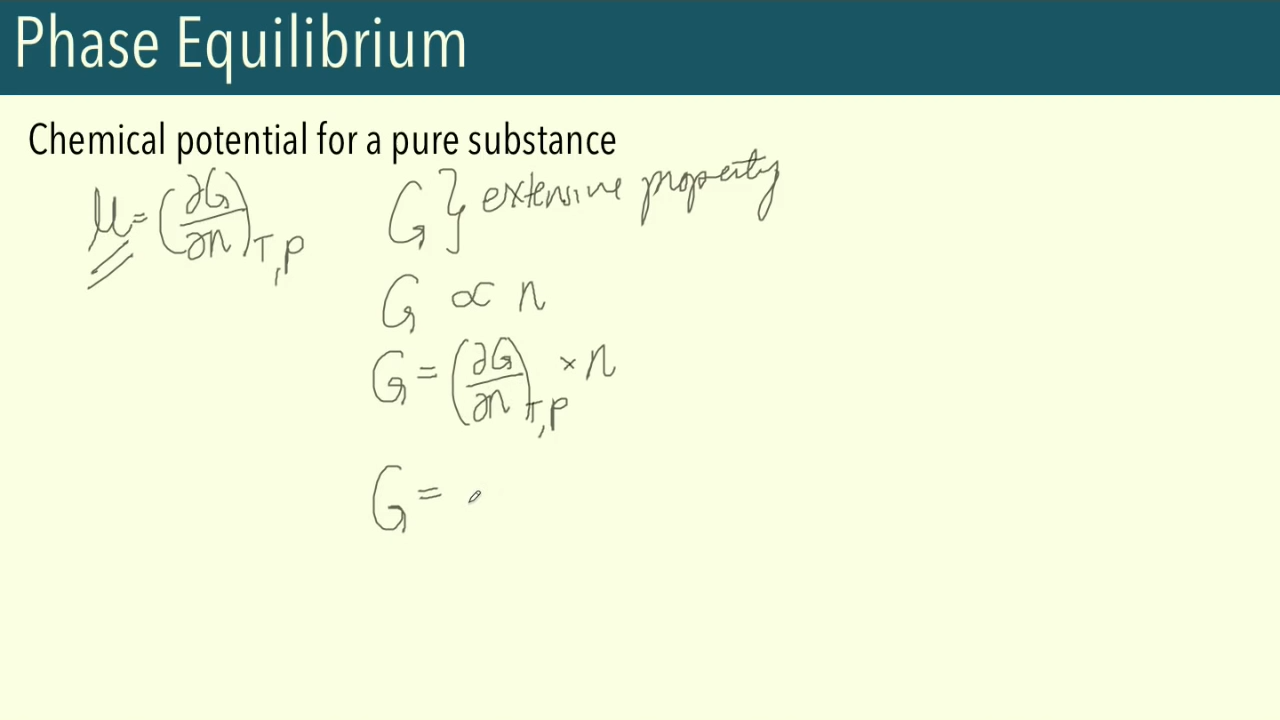 Phase Equilibrium
Chemical potential for a pure substance
μ = (∂G/∂n)T,P
G } extensive property
G ∝ n
G = (∂G/∂n)T,P × n
G =